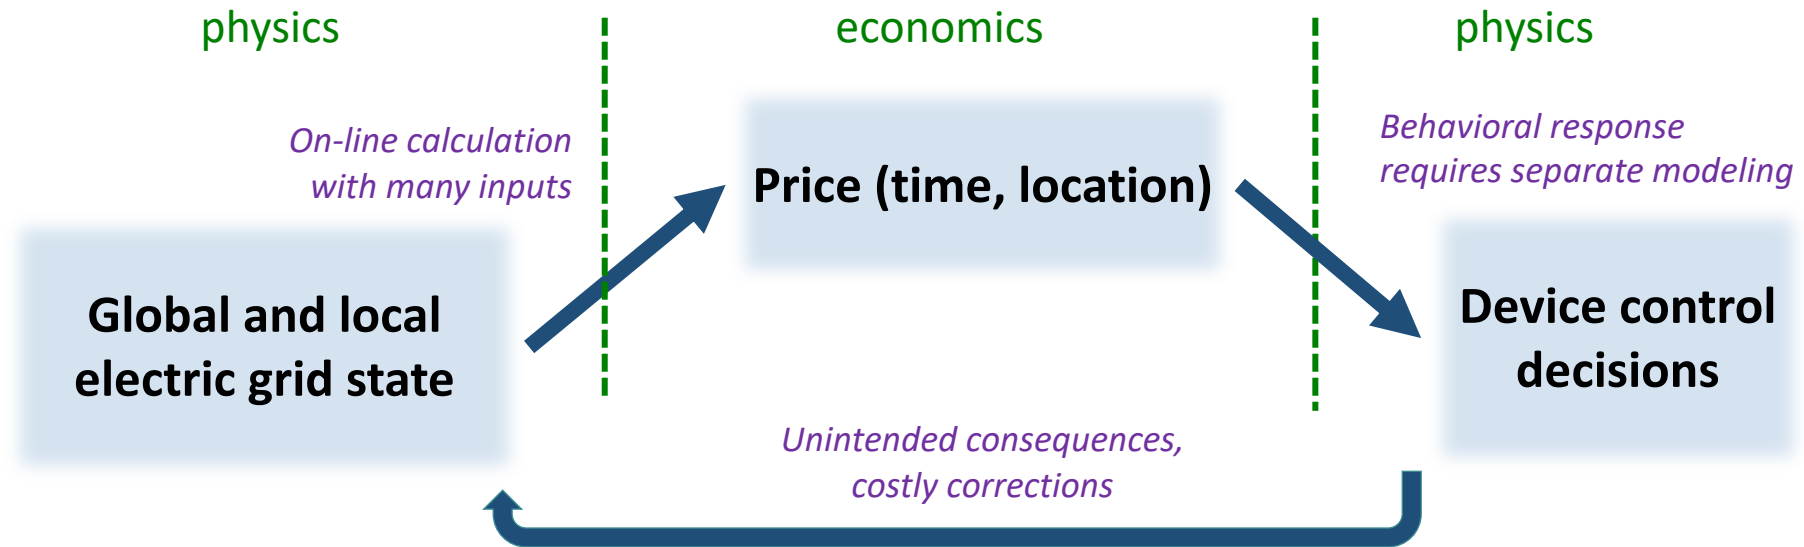 physics
economics
physics
On-line calculation
with many inputs
Behavioral response
requires separate modeling
Price (time, location)
Global and local
electric grid state
Device control
decisions
Unintended consequences,
costly corrections